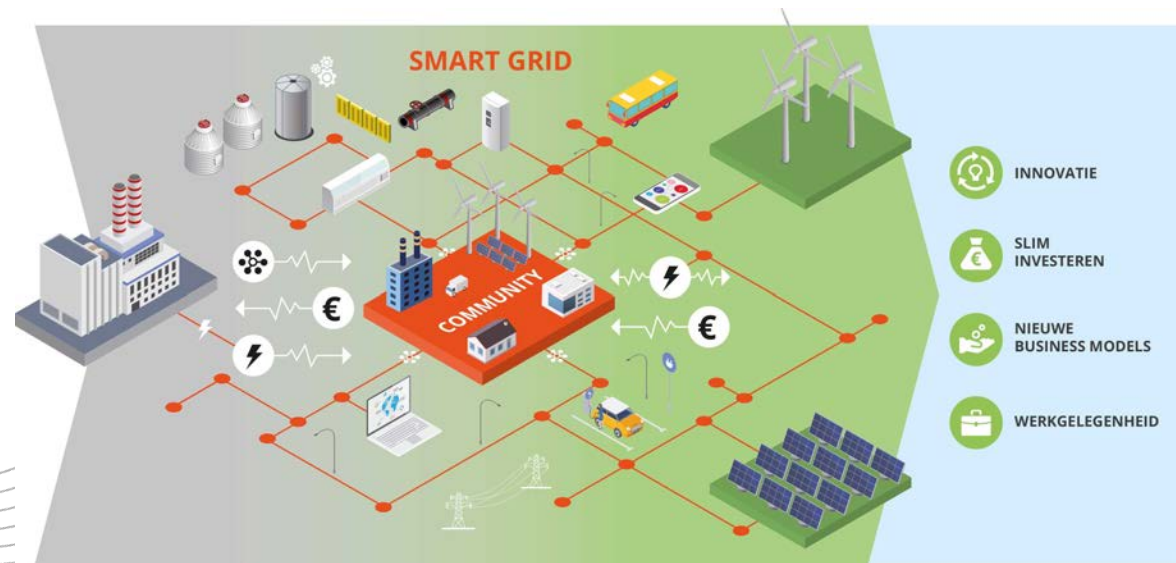 SMART GRID
COMMUNITY
€
€
INNOVATIE
€
SLIM
INVESTEREN
NIEUWE
BUSINESS MODELS
WERKGELEGENHEID